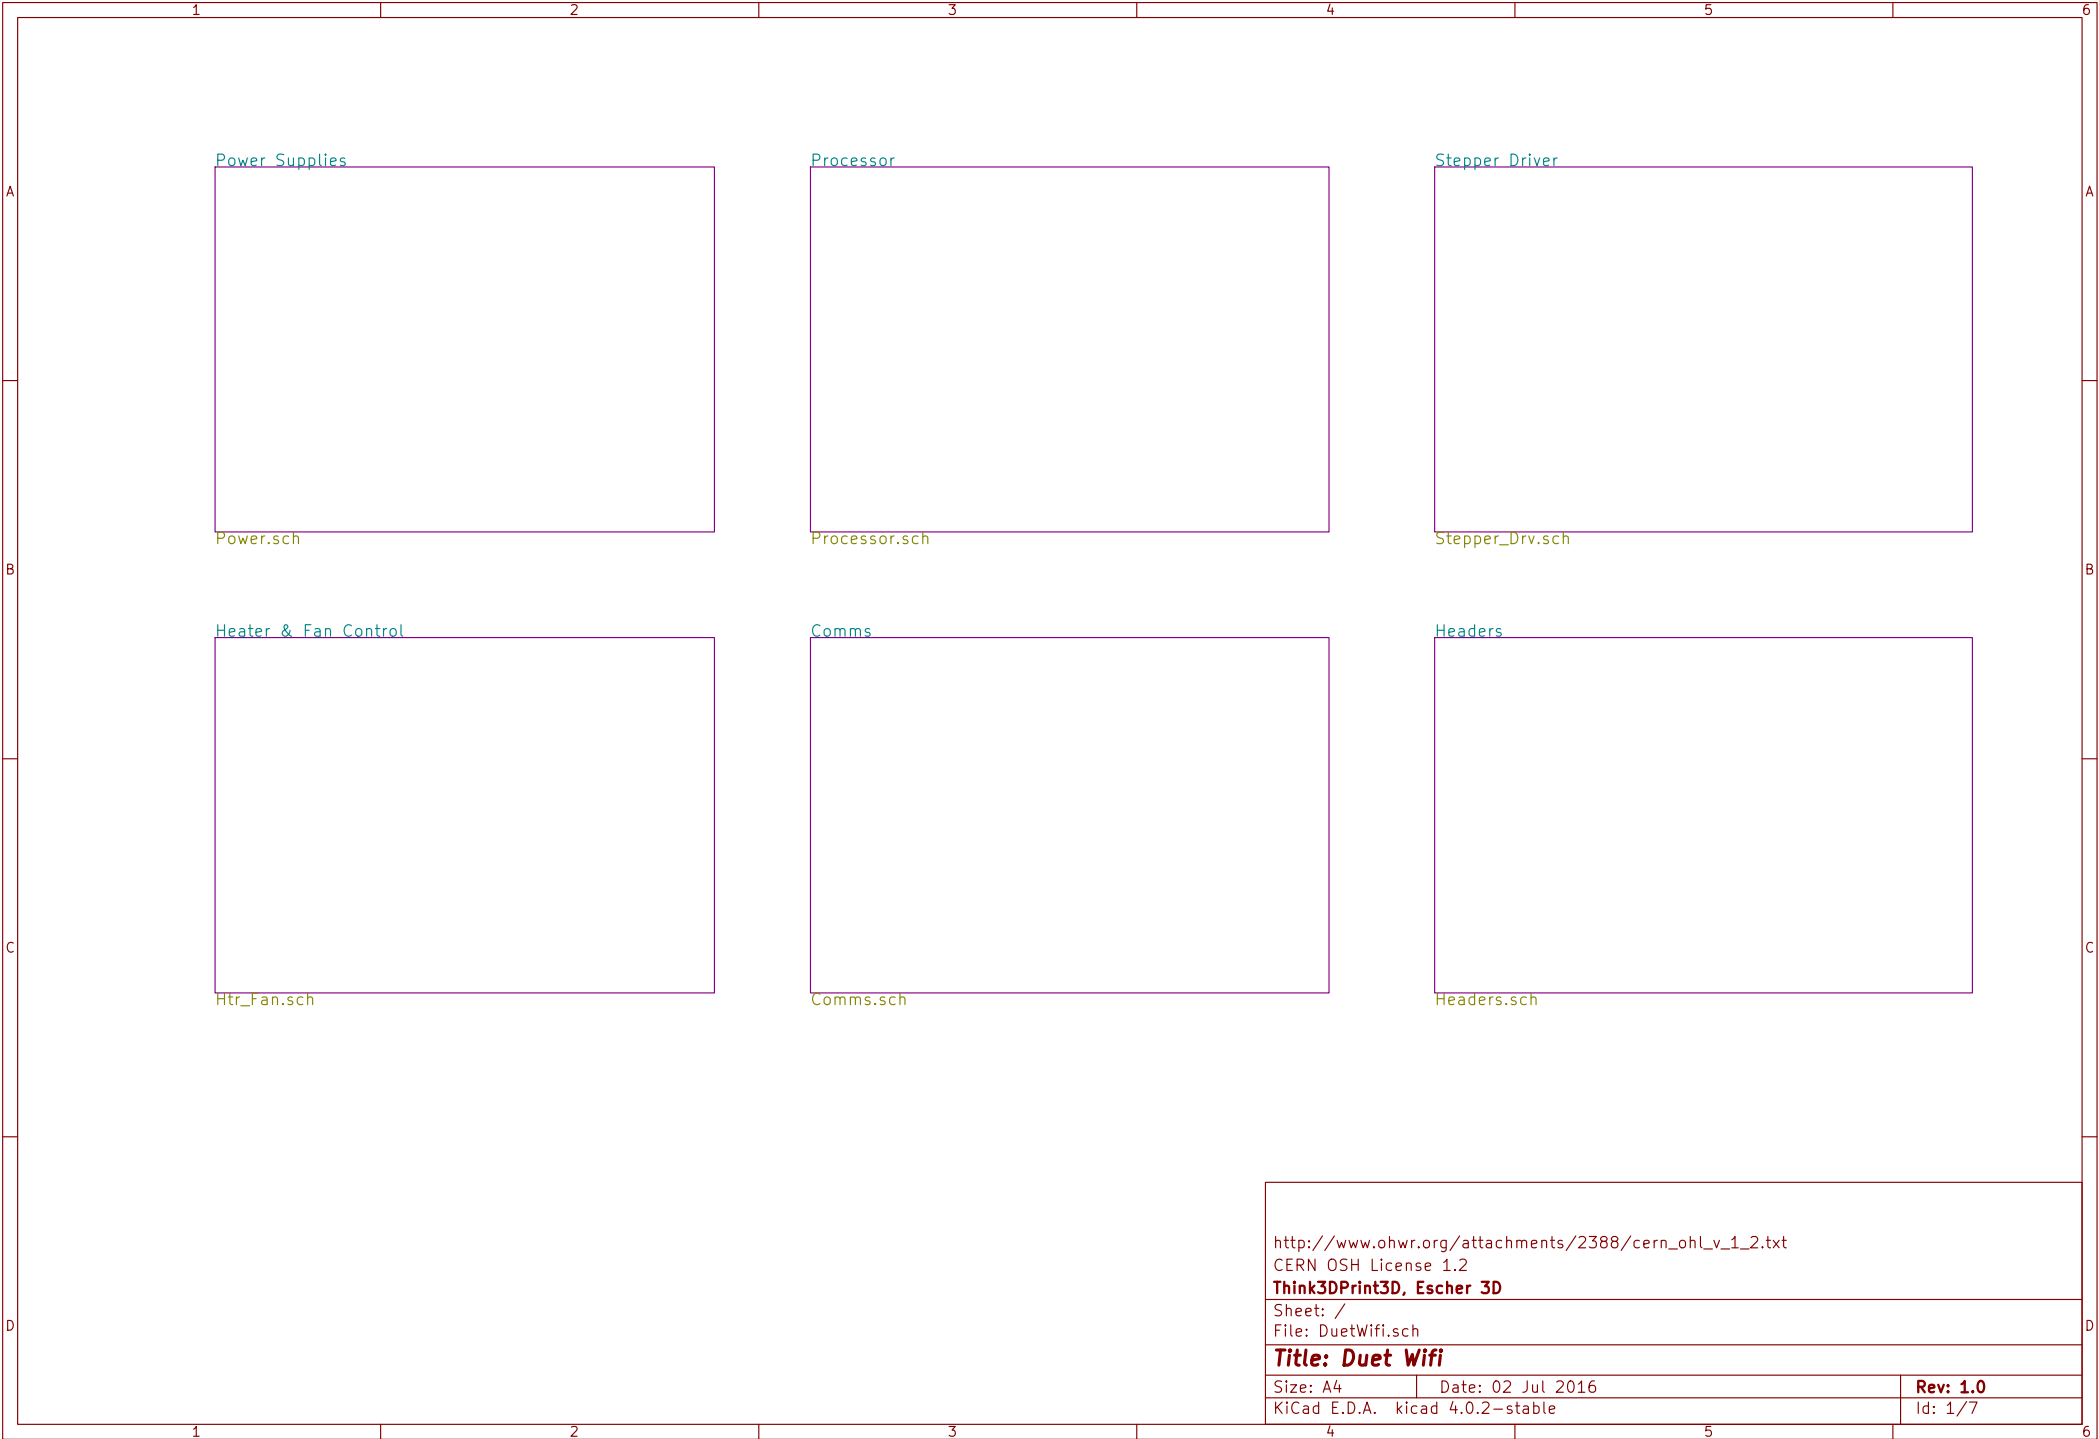 1 2 3 4 5 6
Power Supplies
Processor
Stepper Driver
A
A
Power.sch
Processor.sch
Stepper_Drv.sch
B
B
Heater & Fan Control
Comms
Headers
C
C
Htr_Fan.sch
Comms.sch
Headers.sch
http://www.ohwr.org/attachments/2388/cern_ohl_v_1_2.txt
CERN OSH License 1.2
Think3DPrint3D, Escher 3D
Sheet: /
D
D
File: DuetWifi.sch
Title: Duet Wifi
Size: A4
Date: 02 Jul 2016
Rev: 1.0
KiCad E.D.A. kicad 4.0.2-stable
Id: 1/7
1 2 3 4 5 6